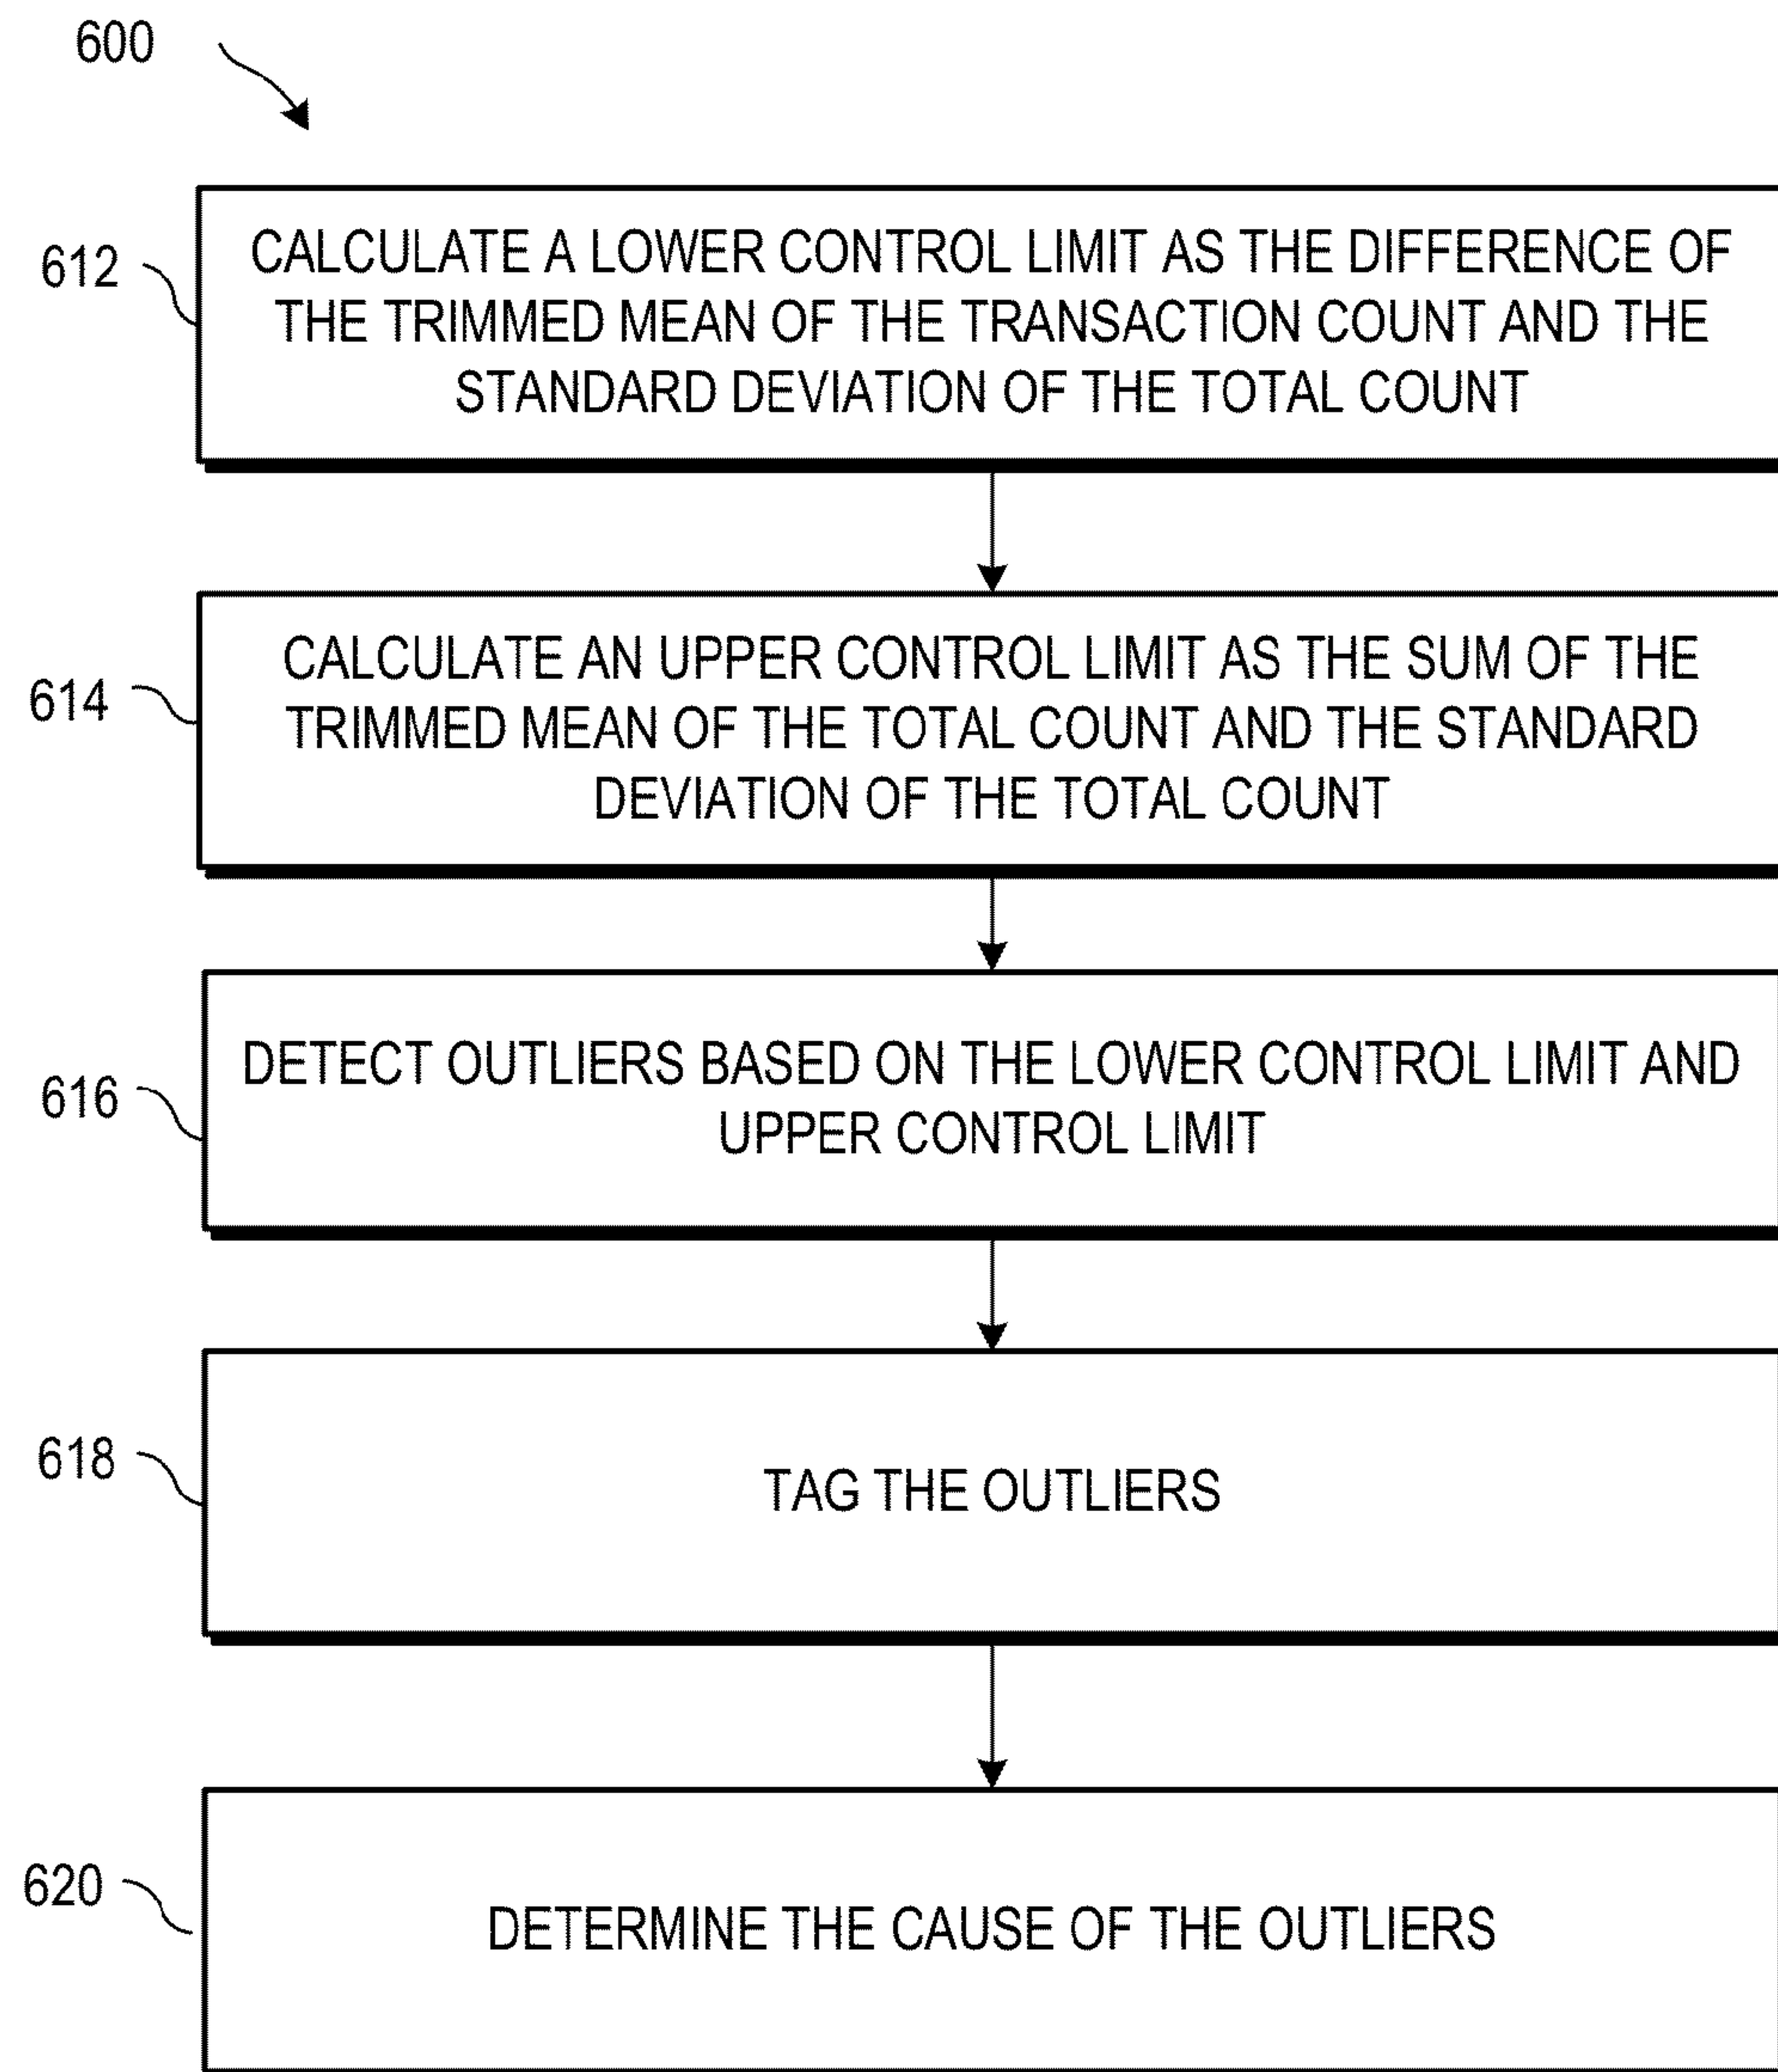 600
612
CALCULATE A LOWER CONTROL LIMIT AS THE DIFFERENCE OF
THE TRIMMED MEAN OF THE TRANSACTION COUNT AND THE
STANDARD DEVIATION OF THE TOTAL COUNT
614
CALCULATE AN UPPER CONTROL LIMIT AS THE SUM OF THE
TRIMMED MEAN OF THE TOTAL COUNT AND THE STANDARD
DEVIATION OF THE TOTAL COUNT
616
DETECT OUTLIERS BASED ON THE LOWER CONTROL LIMIT AND
UPPER CONTROL LIMIT
618
TAG THE OUTLIERS
620
DETERMINE THE CAUSE OF THE OUTLIERS